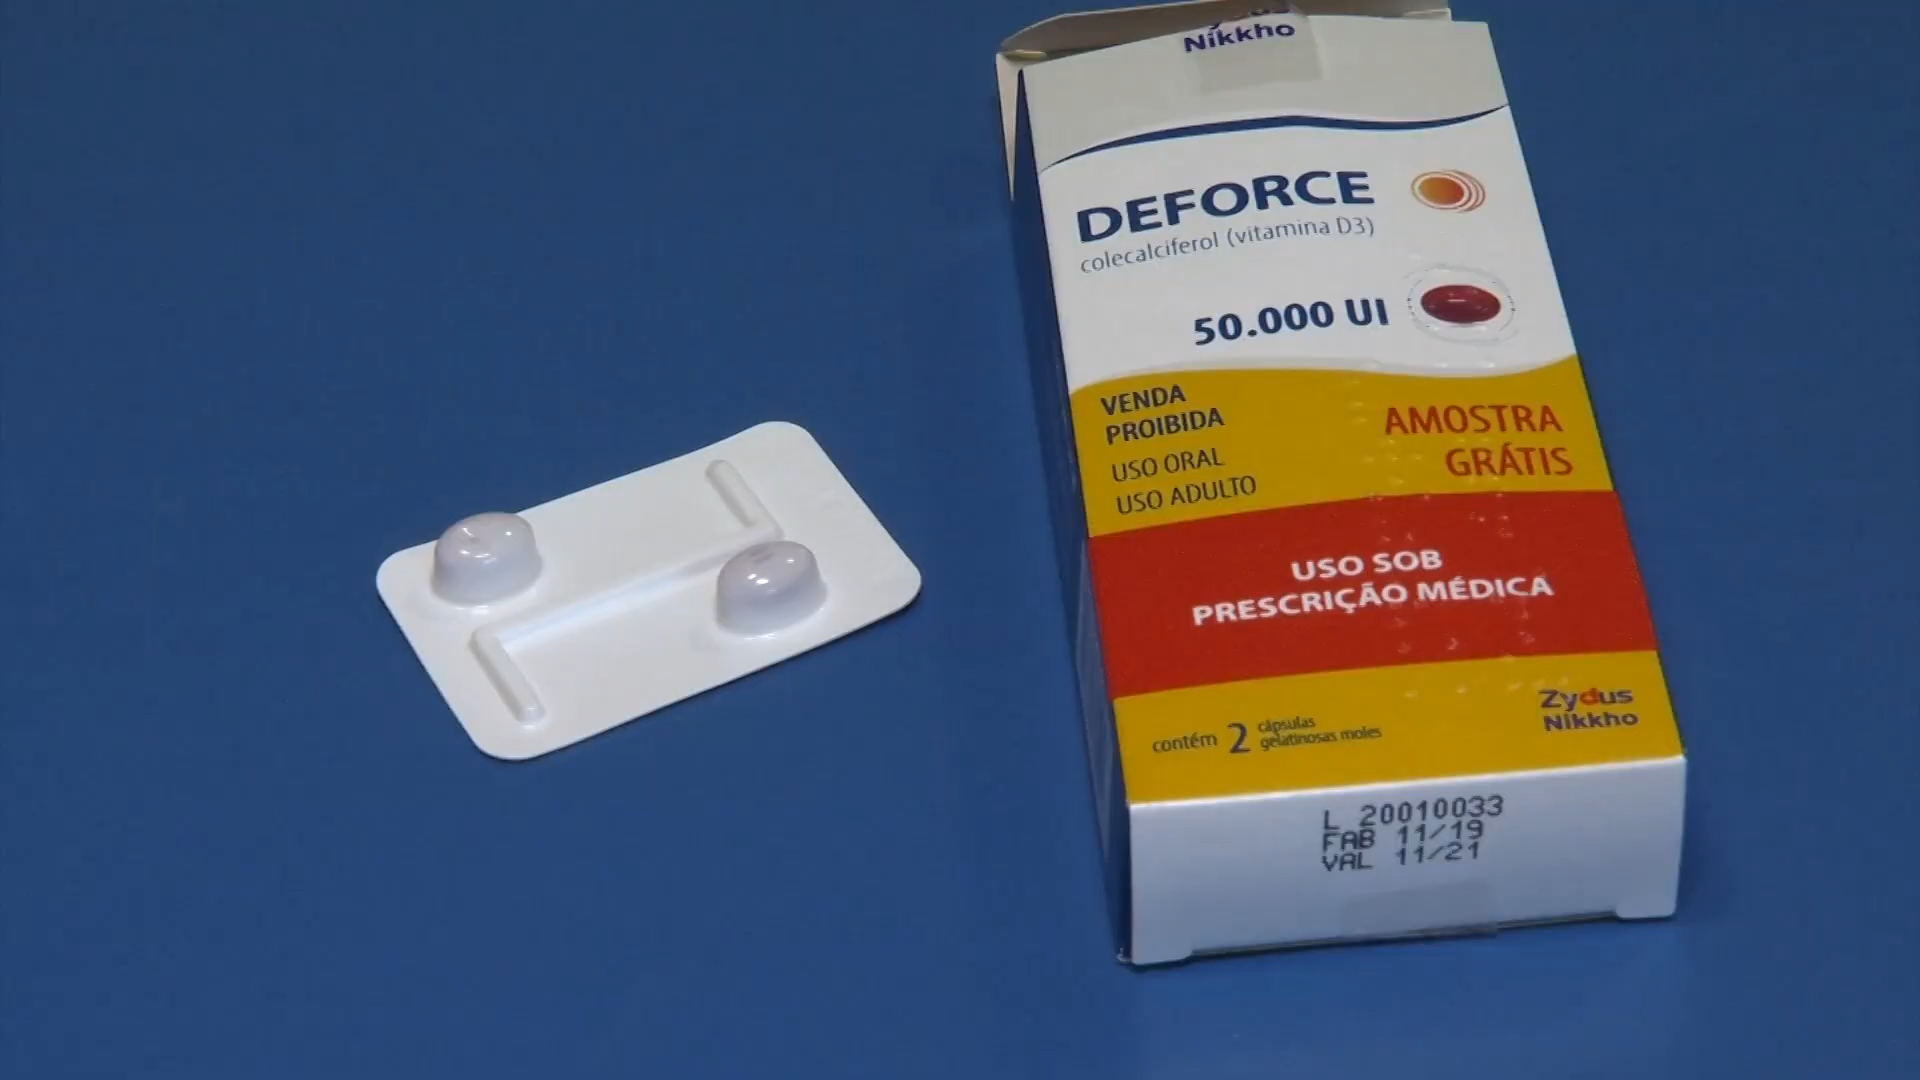 Zydus
Nikkho
DEFORCE
colecalciferol (vitamina D3)
50.000 UI
VENDA
PROIBIDA
USO ORAL
USO ADULTO
AMOSTRA
GRÁTIS
USO SOB
PRESCRIÇÃO MÉDICA
contém 2 cápsulas
gelatinosas moles
Zydus
Nikkho
L 20010033
FAB 11/19
VAL 11/21